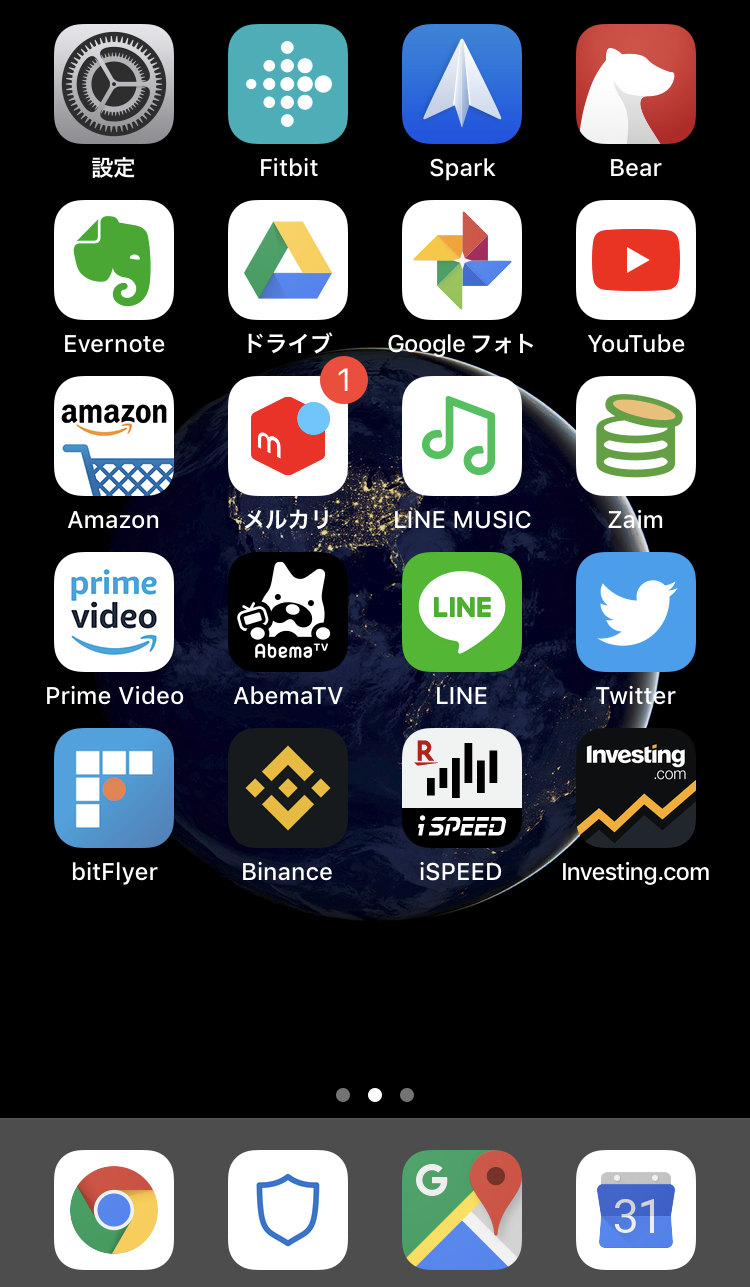 設定
Fitbit
Spark
Bear
Evernote
ドライブ
Google フォト
YouTube
amazon
1
m
Amazon
メルカリ
LINE MUSIC
Zaim
prime
video
AbemaTV
LINE
Prime Video
AbemaTV
LINE
Twitter
R
iSPEED
Investing
.com
bitFlyer
Binance
iSPEED
Investing.com
G
31